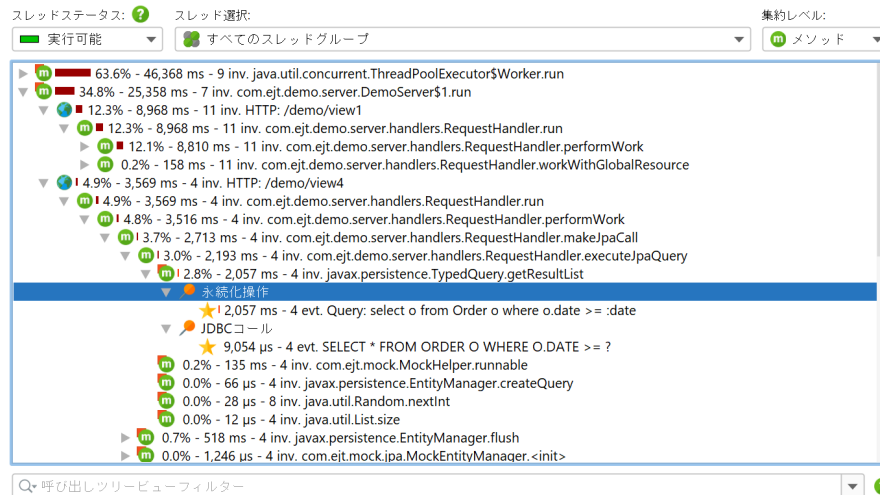 スレッドステータス: ? スレッド選択: 集約レベル:
実行可能 すべてのスレッドグループ m メソッド
m 63.6% - 46,368 ms - 9 inv. java.util.concurrent.ThreadPoolExecutor$Worker.run
m 34.8% - 25,358 ms - 7 inv. com.ejt.demo.server.DemoServer$1.run
12.3% - 8,968 ms - 11 inv. HTTP: /demo/view1
m 12.3% - 8,968 ms - 11 inv. com.ejt.demo.server.handlers.RequestHandler.run
m 12.1% - 8,810 ms - 11 inv. com.ejt.demo.server.handlers.RequestHandler.performWork
m 0.2% - 158 ms - 11 inv. com.ejt.demo.server.handlers.RequestHandler.workWithGlobalResource
4.9% - 3,569 ms - 4 inv. HTTP: /demo/view4
m 4.9% - 3,569 ms - 4 inv. com.ejt.demo.server.handlers.RequestHandler.run
m 4.8% - 3,516 ms - 4 inv. com.ejt.demo.server.handlers.RequestHandler.performWork
m 3.7% - 2,713 ms - 4 inv. com.ejt.demo.server.handlers.RequestHandler.makeJpaCall
m 3.0% - 2,193 ms - 4 inv. com.ejt.demo.server.handlers.RequestHandler.executeJpaQuery
m 2.8% - 2,057 ms - 4 inv. javax.persistence.TypedQuery.getResultList
永続化操作
2,057 ms - 4 evt. Query: select o from Order o where o.date >= :date
JDBCコール
9,054 µs - 4 evt. SELECT * FROM ORDER O WHERE O.DATE >= ?
m 0.2% - 135 ms - 4 inv. com.ejt.mock.MockHelper.runnable
m 0.0% - 66 µs - 4 inv. javax.persistence.EntityManager.createQuery
m 0.0% - 28 µs - 8 inv. java.util.Random.nextInt
m 0.0% - 12 µs - 4 inv. java.util.List.size
m 0.7% - 518 ms - 4 inv. javax.persistence.EntityManager.flush
m 0.0% - 1,246 µs - 4 inv. com.ejt.mock.jpa.MockEntityManager.<init>
呼び出しツリービューフィルター